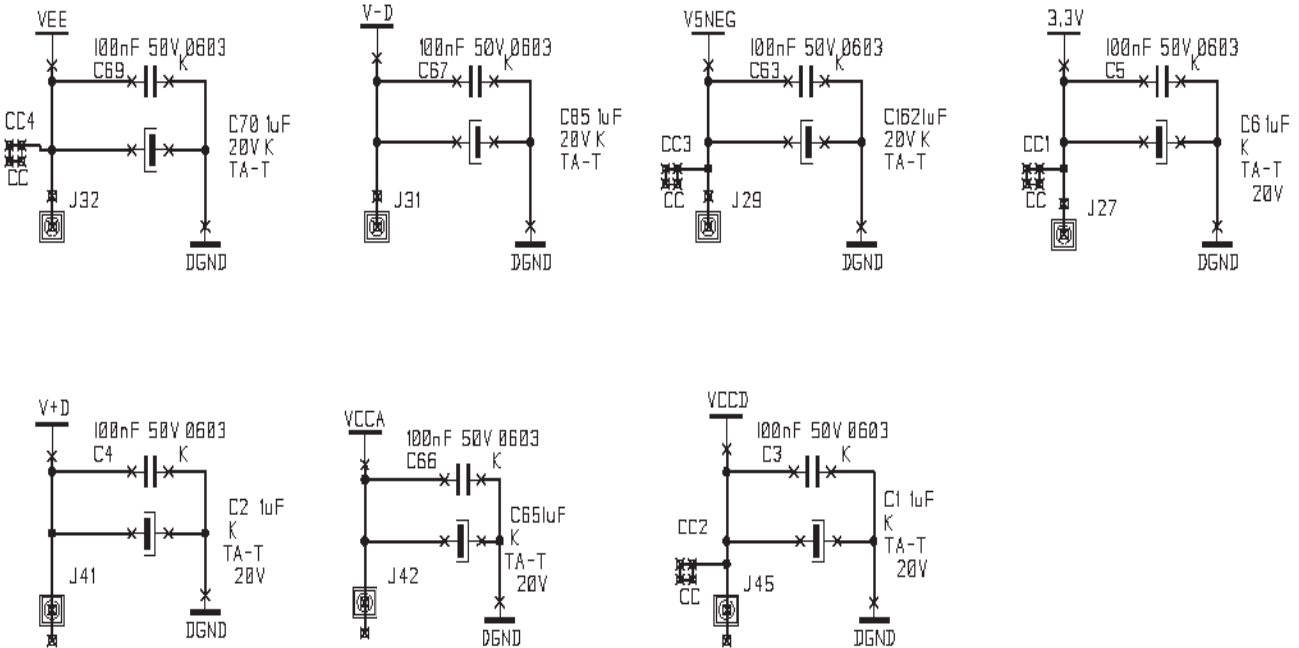 VEE
100nF 50V 0603
C69 K
C70 1uF
20V K
TA-T
CC4
CC
J32
DGND
V-D
100nF 50V 0603
C67 K
C85 1uF
20V K
TA-T
J31
DGND
V5NEG
100nF 50V 0603
C63 K
C162 1uF
20V K
TA-T
CC3
CC
J29
DGND
3,3V
100nF 50V 0603
C5 K
C6 1uF
K
TA-T
20V
CC1
CC
J27
DGND
V+D
100nF 50V 0603
C4 K
C2 1uF
K
TA-T
20V
J41
DGND
VCCA
100nF 50V 0603
C66 K
C65 1uF
K
TA-T
20V
J42
DGND
VCCD
100nF 50V 0603
C3 K
C1 1uF
K
TA-T
20V
CC2
CC
J45
DGND